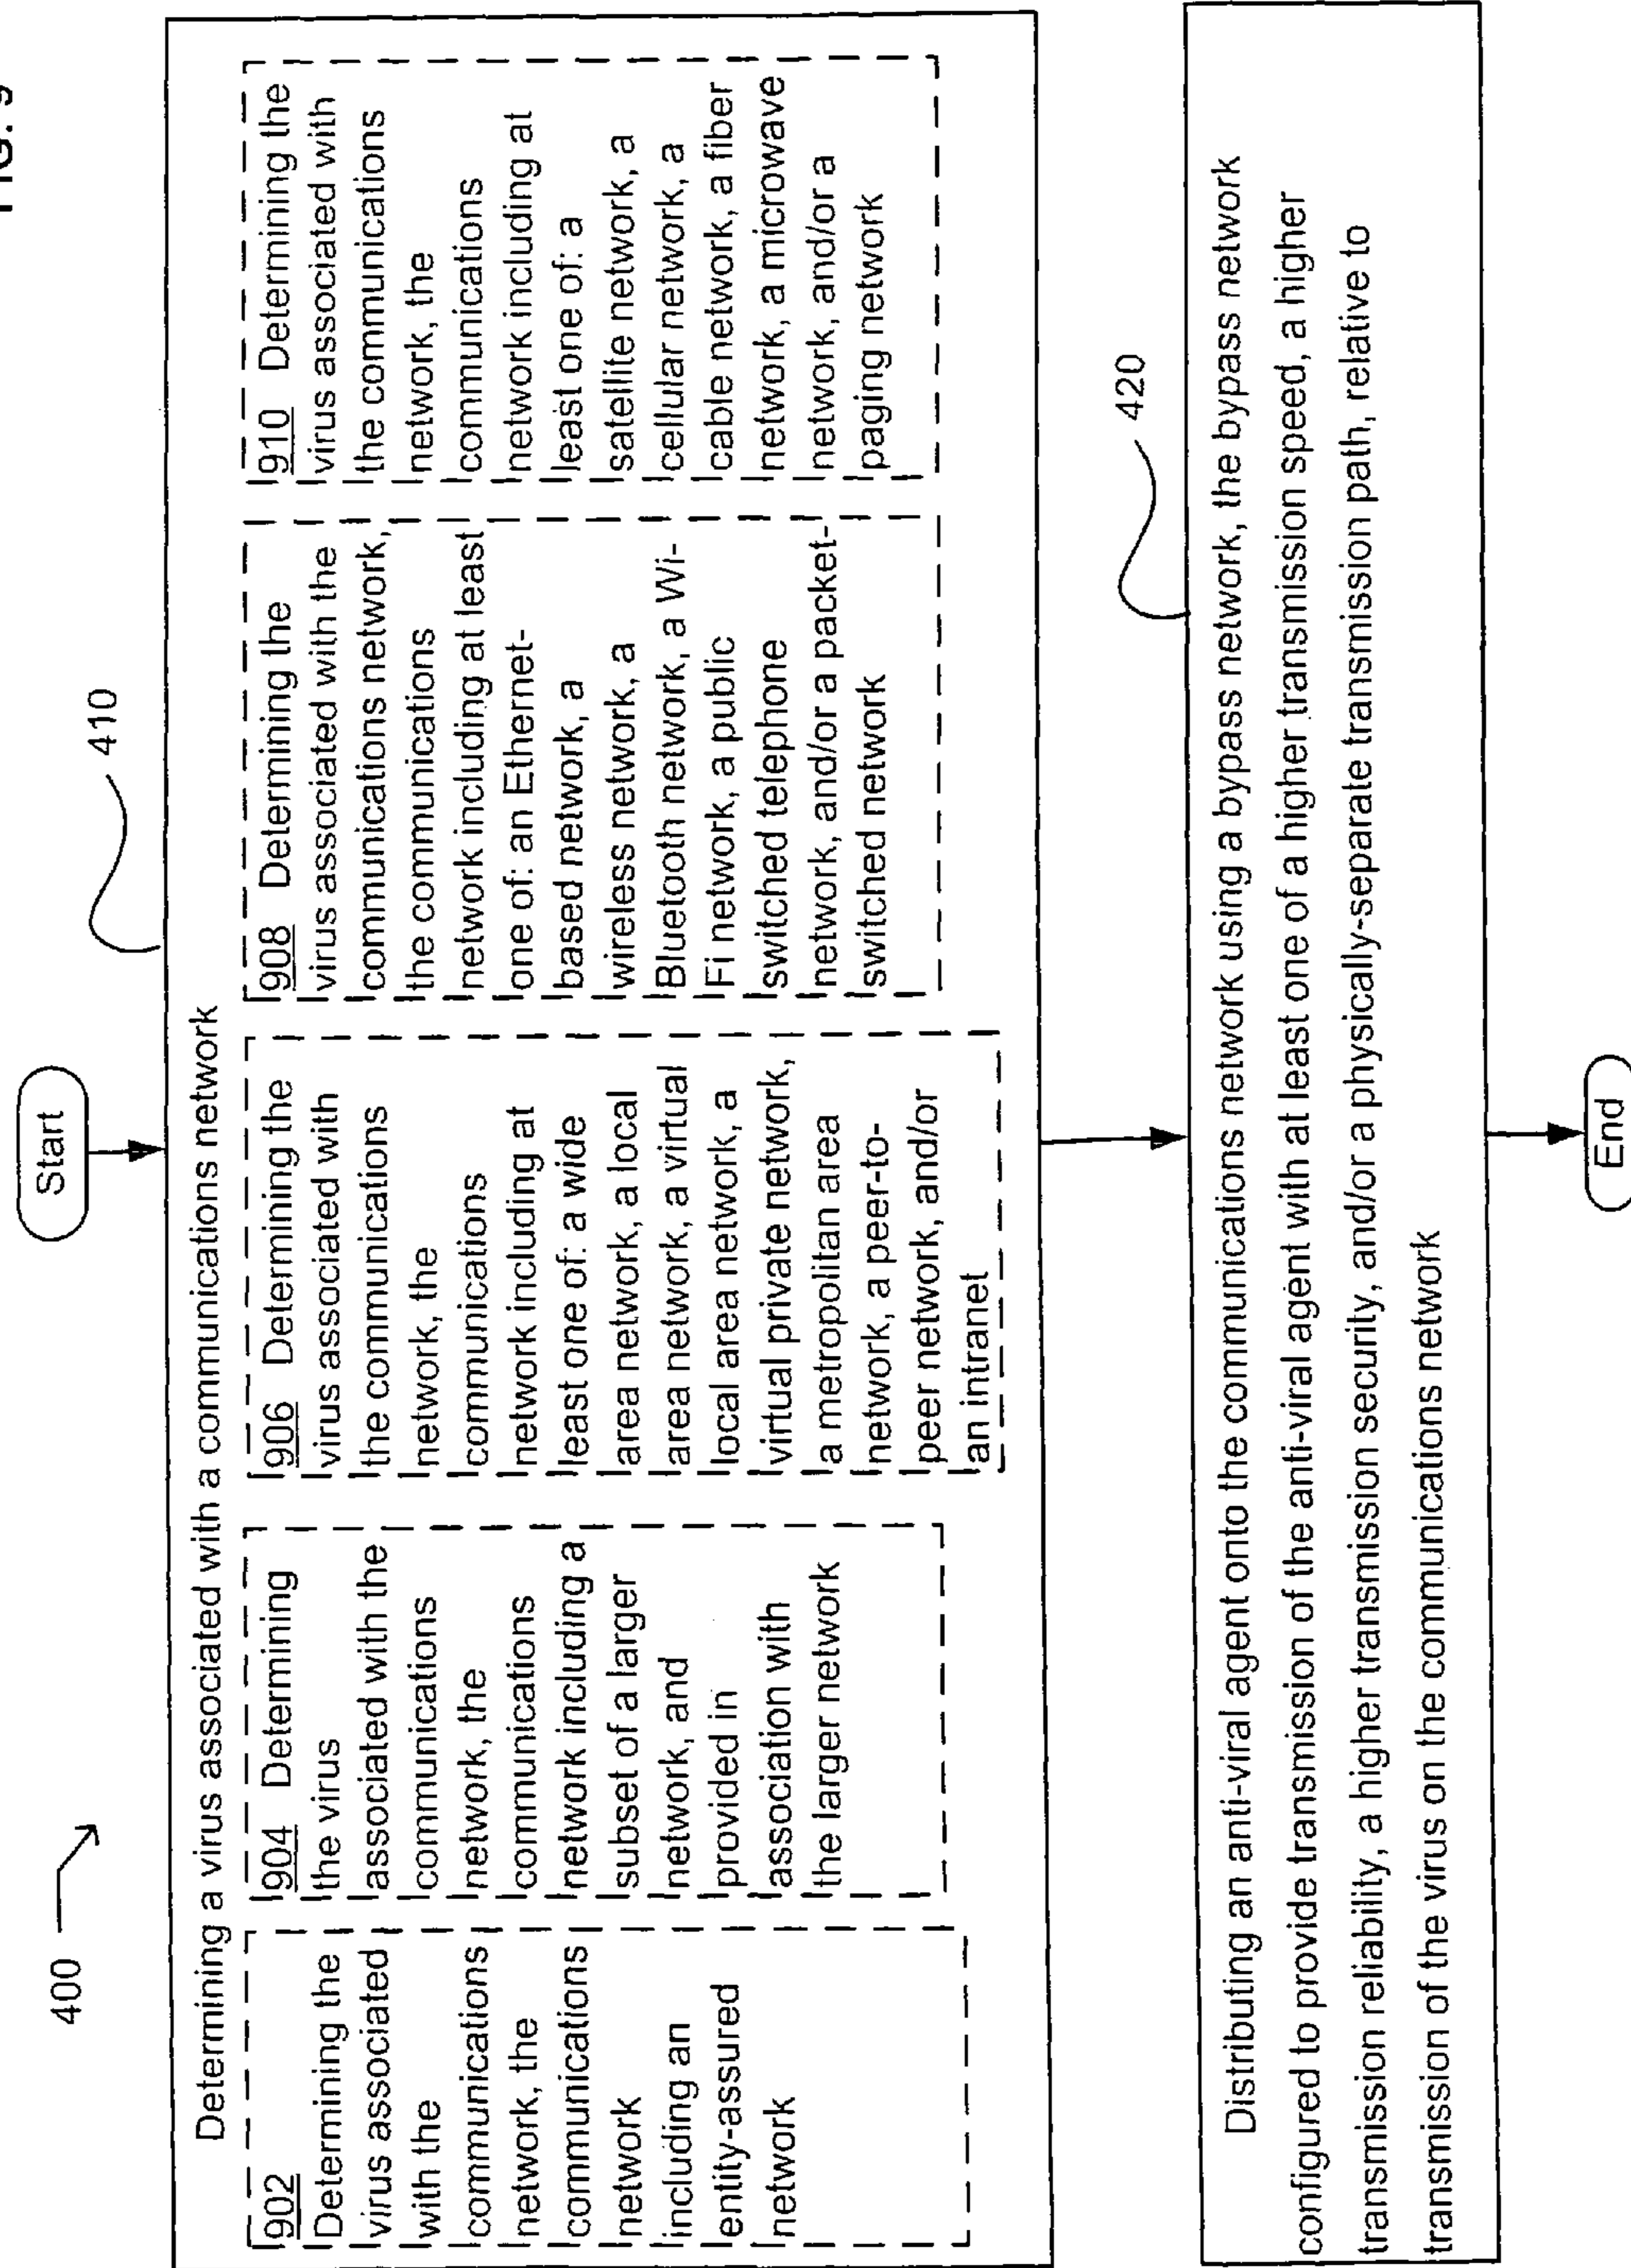 FIG. 9
400
Start
410
Determining a virus associated with a communications network
902
Determining the
virus associated
with the
communications
network, the
communications
network
including an
entity-assured
network
904 Determining
the virus
associated with the
communications
network, the
communications
network including a
subset of a larger
network, and
provided in
association with
the larger network
906 Determining the
virus associated with
the communications
network, the
communications
network including at
least one of: a wide
area network, a local
area network, a virtual
local area network, a
virtual private network,
a metropolitan area
network, a peer-to-
peer network, and/or
an intranet
908 Determining the
virus associated with the
communications network,
the communications
network including at least
one of: an Ethernet-
based network, a
wireless network, a
Bluetooth network, a Wi-
Fi network, a public
switched telephone
network, and/or a packet-
switched network
910 Determining the
virus associated with
the communications
network, the
communications
network including at
least one of: a
satellite network, a
cellular network, a
cable network, a fiber
network, a microwave
network, and/or a
paging network
420
Distributing an anti-viral agent onto the communications network using a bypass network, the bypass network
configured to provide transmission of the anti-viral agent with at least one of a higher transmission speed, a higher
transmission reliability, a higher transmission security, and/or a physically-separate transmission path, relative to
transmission of the virus on the communications network
End